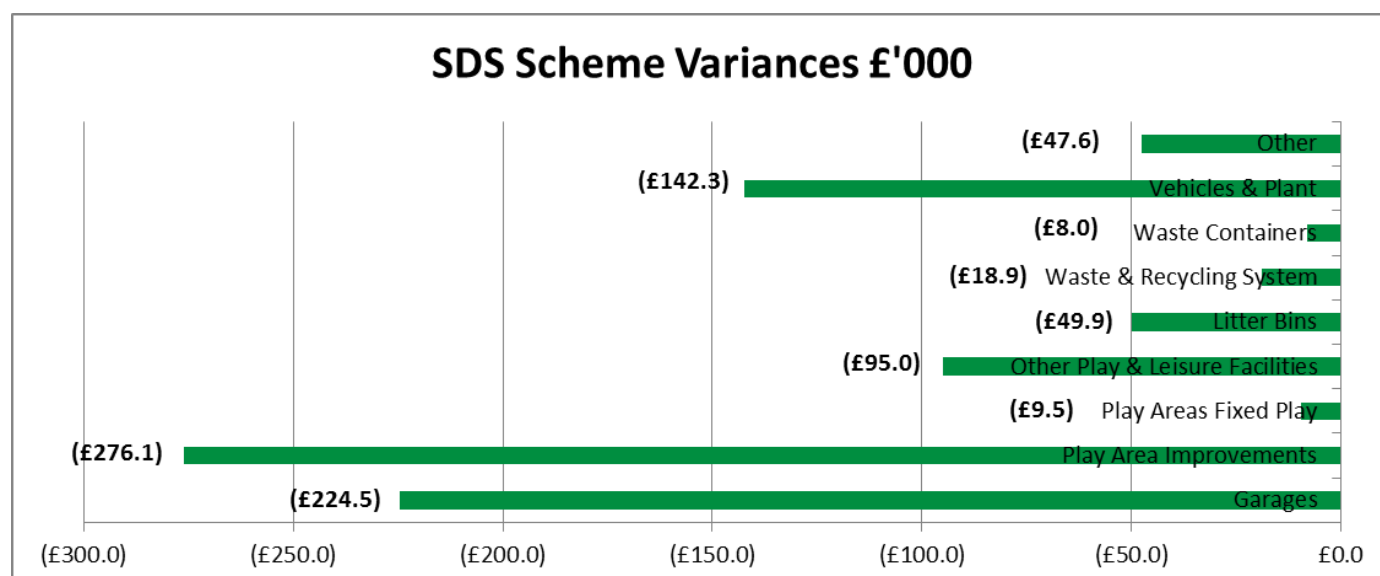 SDS Scheme Variances £'000
(£47.6) Other
(£142.3) Vehicles & Plant
(£8.0) Waste Containers
(£18.9) Waste & Recycling System
(£49.9) Litter Bins
(£95.0) Other Play & Leisure Facilities
(£9.5) Play Areas Fixed Play
(£276.1) Play Area Improvements
(£224.5) Garages
(£300.0) (£250.0) (£200.0) (£150.0) (£100.0) (£50.0) £0.0